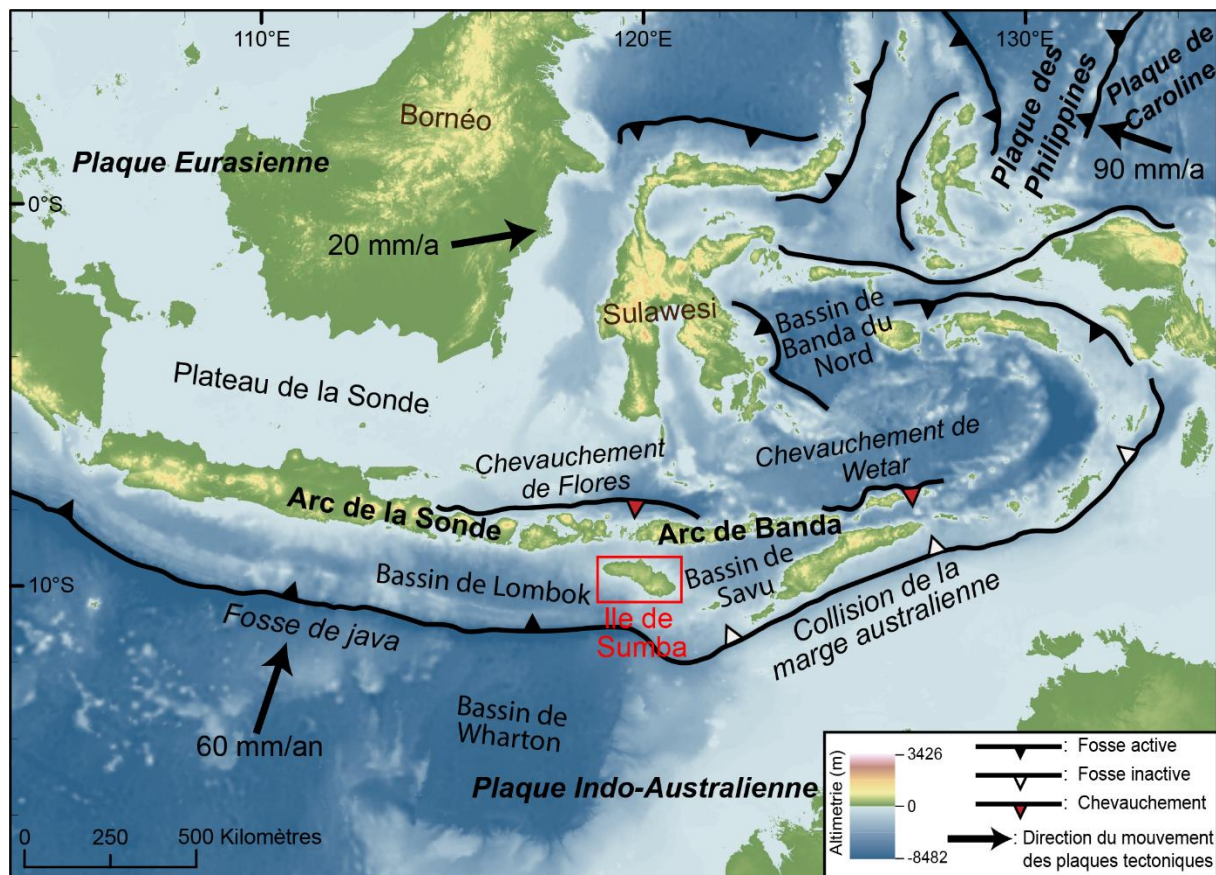 110°E
120°E
130°E
Bornéo
Plaque Eurasienne
Plaque des
Phillippines
Plaque de
Caroline
90 mm/a
0°S
20 mm/a
Sulawesi
Bassin de
Banda du
Nord
Plateau de la Sonde
Chevauchement
de Flores
Chevauchement de
Wetar
Arc de la Sonde
Arc de Banda
10°S
Bassin de Lombok
Bassin de
Savu
Ile de
Sumba
Fosse de java
Collision de la
marge australienne
60 mm/an
Bassin de
Wharton
Plaque Indo-Australienne
0 250 500 Kilomètres
Altimetrie (m)
3426
0
-8482
: Fosse active
: Fosse inactive
: Chevauchement
: Direction du mouvement
des plaques tectoniques